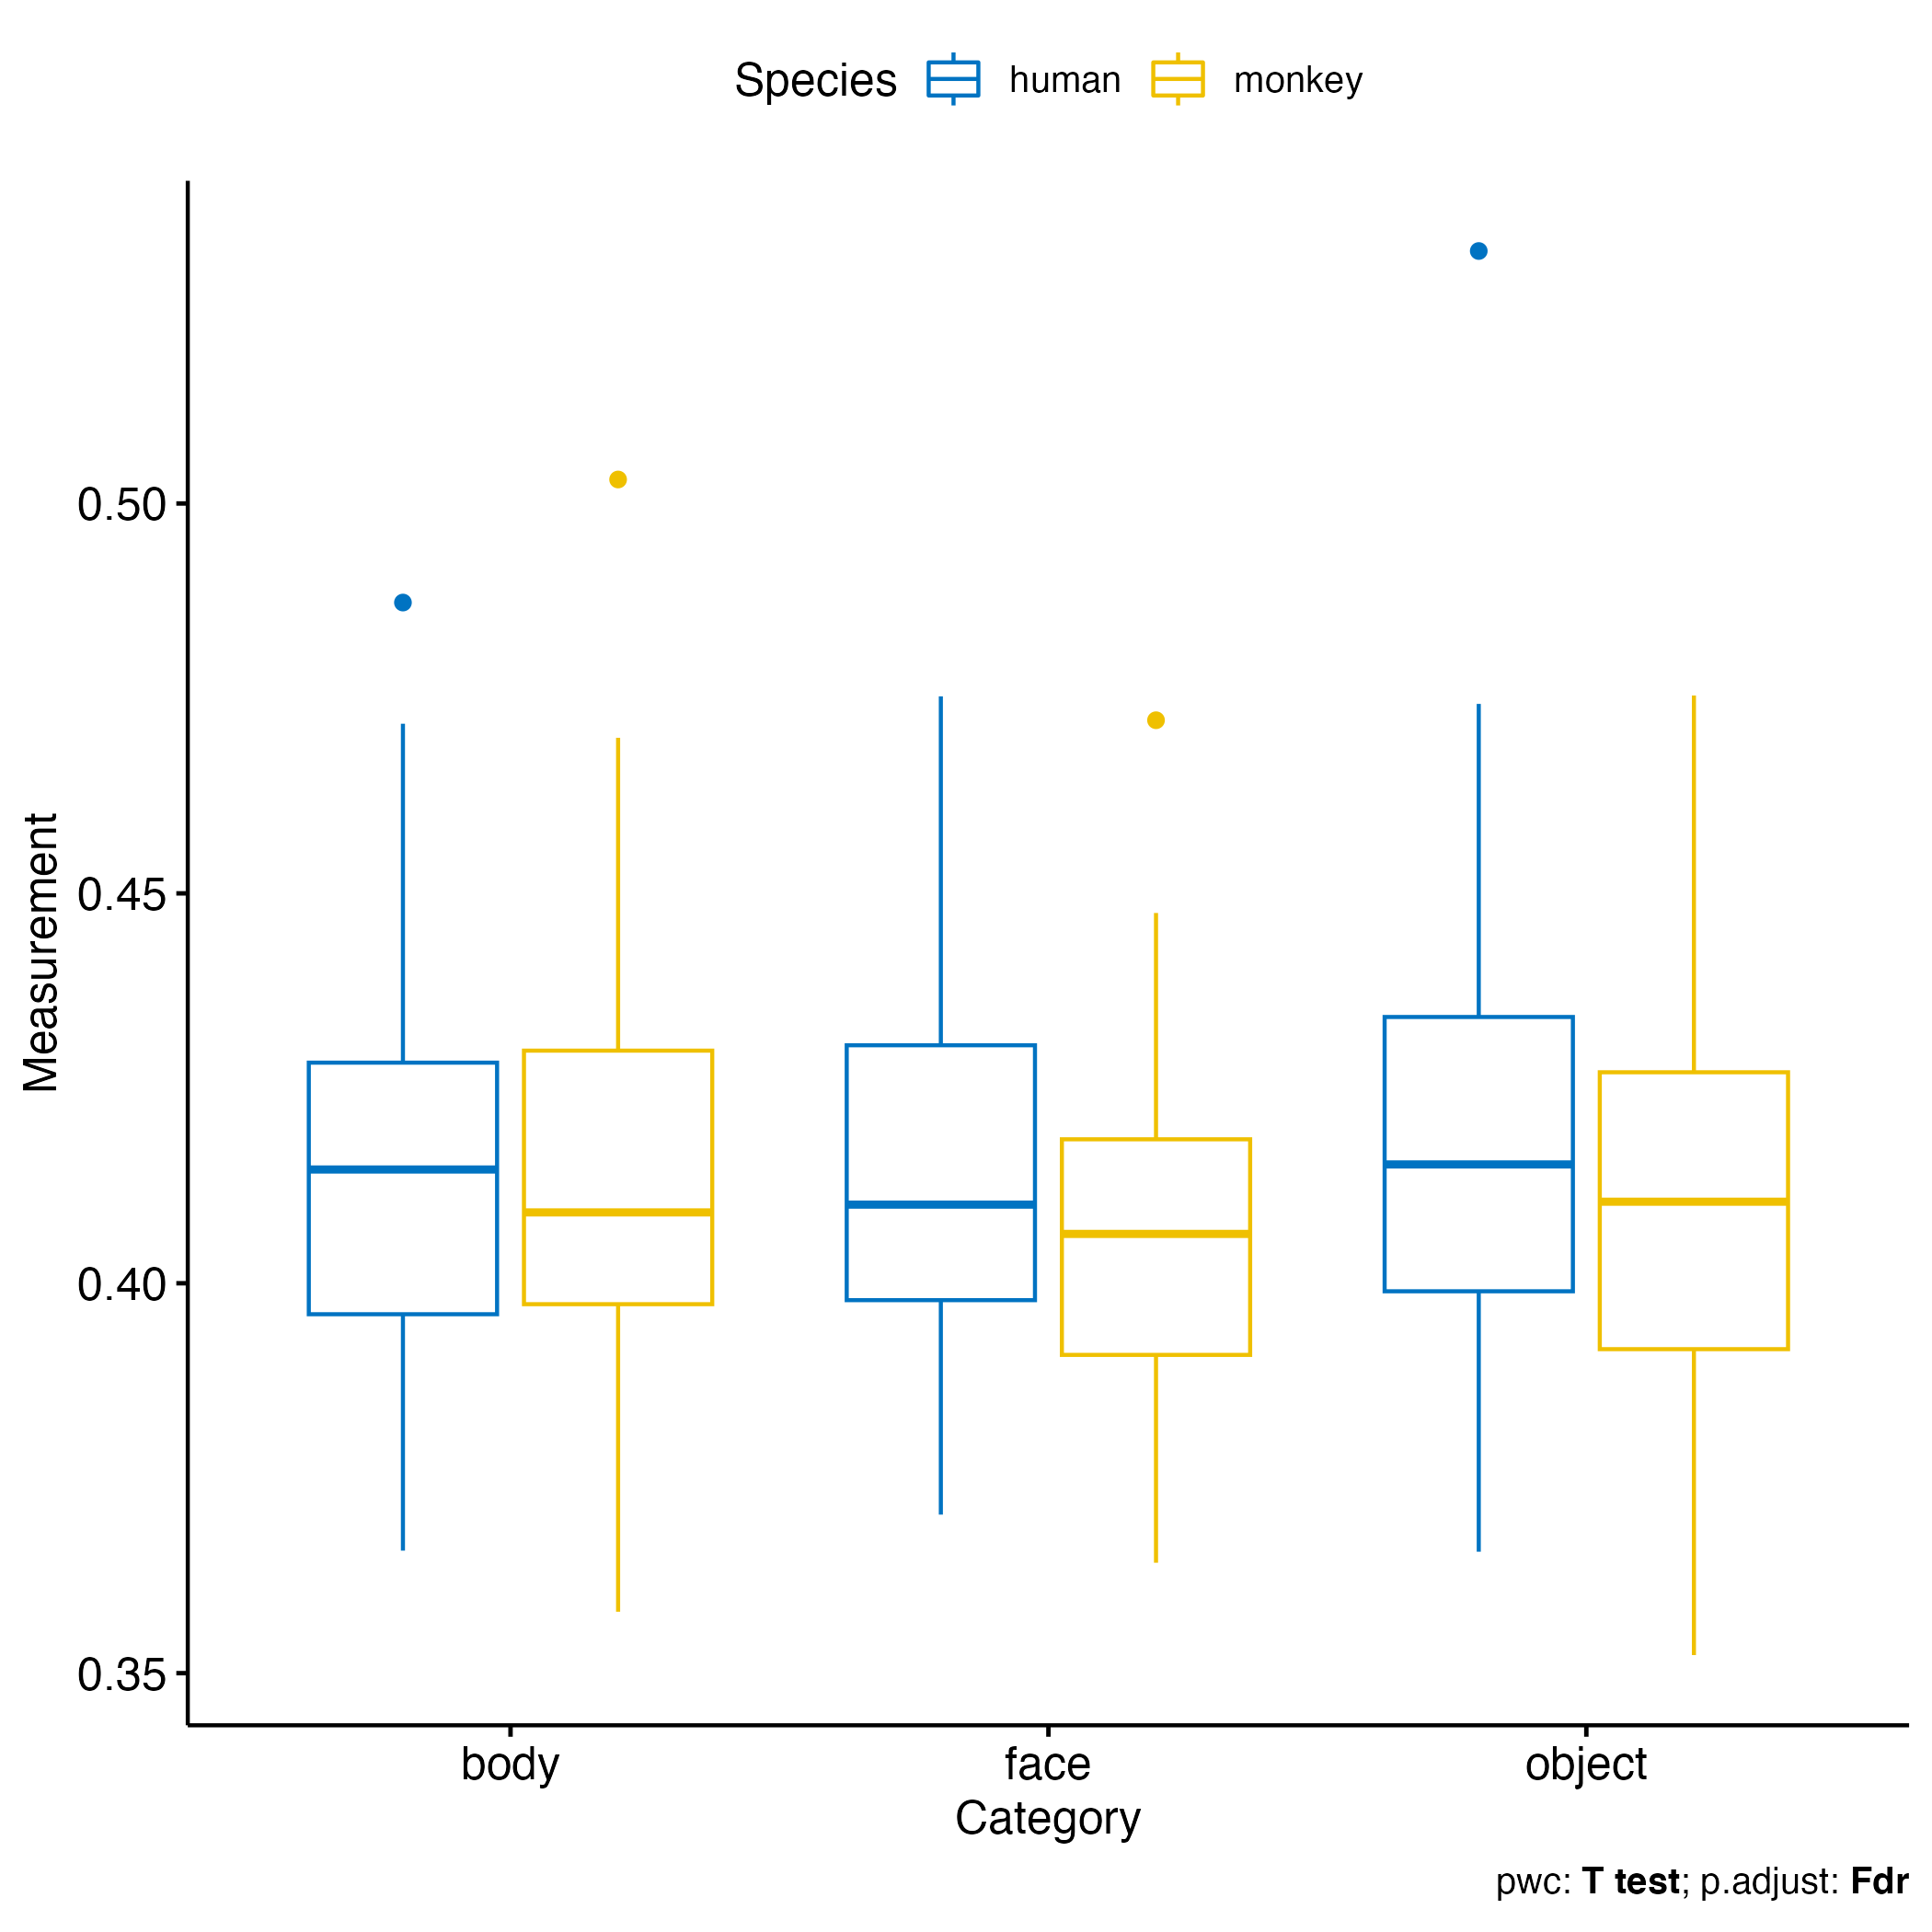 Species human monkey
Measurement
0.50
0.45
0.40
0.35
body face object
Category
pwc: T test; p.adjust: Fdr